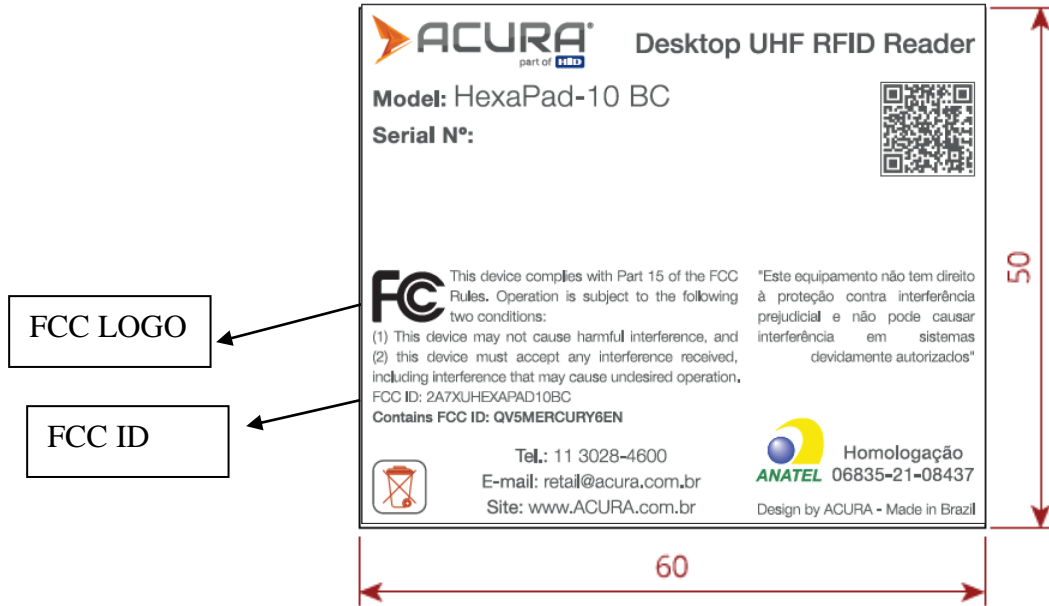 ACURA®
part of HID
Desktop UHF RFID Reader
Model: HexaPad-10 BC
Serial Nº:
FCC LOGO
FCC ID
FC
This device complies with Part 15 of the FCC
Rules. Operation is subject to the following
two conditions:
(1) This device may not cause harmful interference, and
(2) this device must accept any interference received,
including interference that may cause undesired operation.
FCC ID: 2A7XUHEXAPAD10BC
Contains FCC ID: QV5MERCURY6EN
"Este equipamento não tem direito
à proteção contra interferência
prejudicial e não pode causar
interferência em sistemas
devidamente autorizados"
Tel.: 11 3028-4600
E-mail: retail@acura.com.br
Site: www.ACURA.com.br
ANATEL
Homologação
06835-21-08437
Design by ACURA - Made in Brazil
50
60